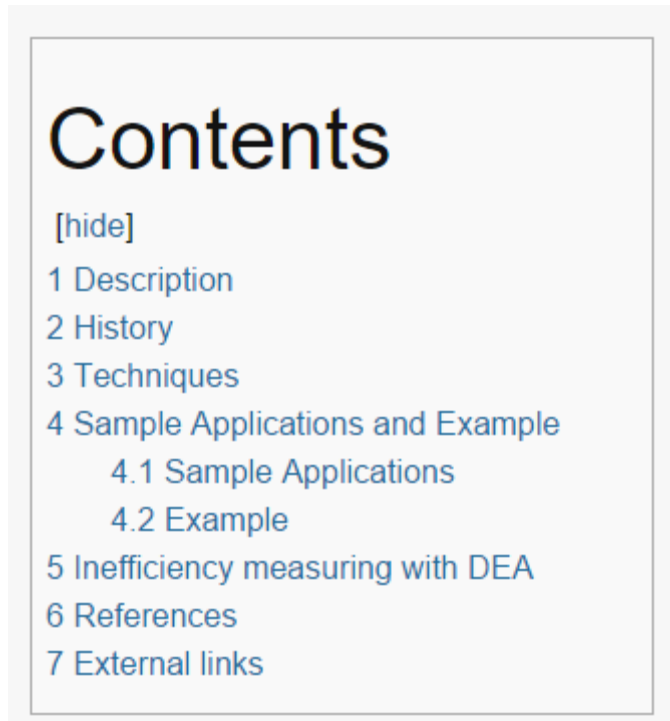 Contents
[hide]
1 Description
2 History
3 Techniques
4 Sample Applications and Example
4.1 Sample Applications
4.2 Example
5 Inefficiency measuring with DEA
6 References
7 External links